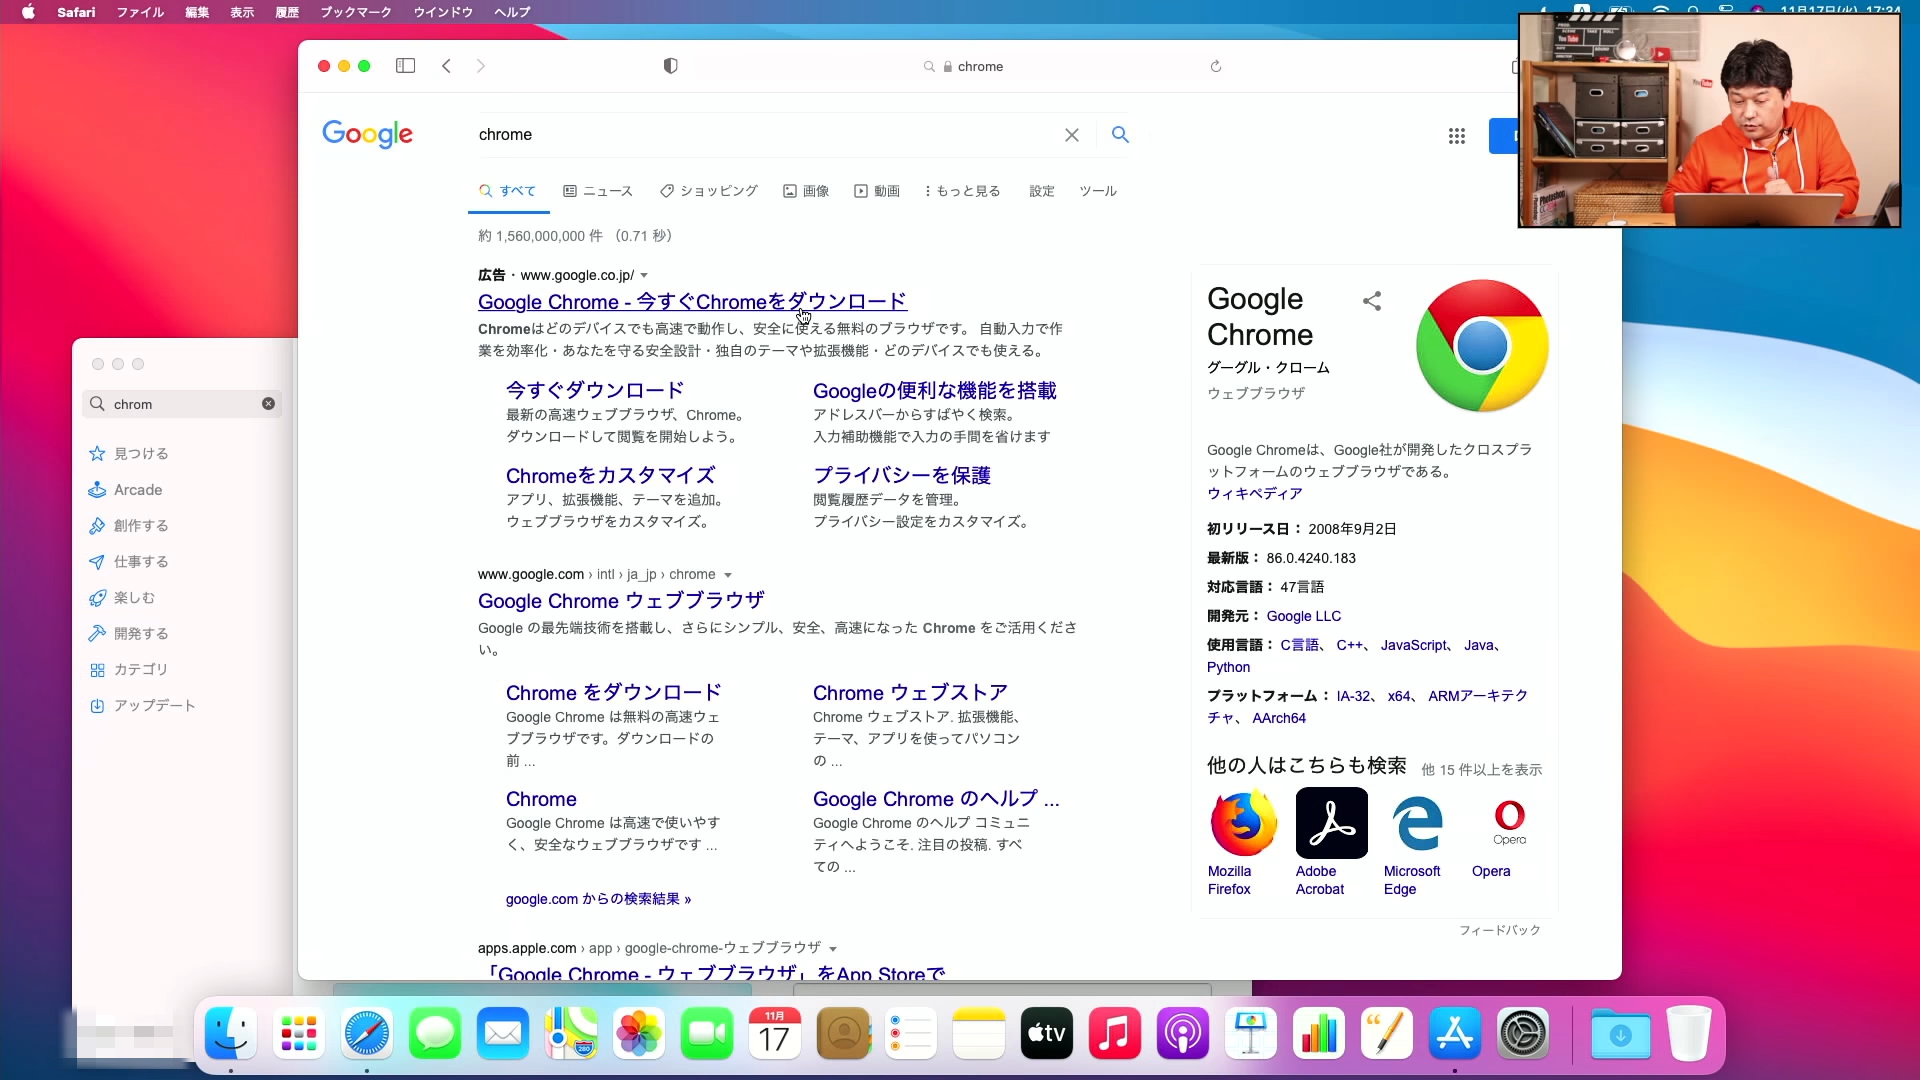 Safari ファイル 編集 表示 履歴 ブックマーク ウインドウ ヘルプ
11月17日(火) 17:34
chrome
Google
chrome
すべて ニュース ショッピング 画像 動画 もっと見る 設定 ツール
約 1,560,000,000 件 （0.71 秒）
広告・www.google.co.jp/
Google Chrome - 今すぐChromeをダウンロード
Chromeはどのデバイスでも高速で動作し、安全に使える無料のブラウザです。 自動入力で作
業を効率化・あなたを守る安全設計・独自のテーマや拡張機能・どのデバイスでも使える。
今すぐダウンロード
最新の高速ウェブブラウザ、Chrome。
ダウンロードして閲覧を開始しよう。
Googleの便利な機能を搭載
アドレスバーからすばやく検索。
入力補助機能で入力の手間を省けます
Chromeをカスタマイズ
アプリ、拡張機能、テーマを追加。
ウェブブラウザをカスタマイズ。
プライバシーを保護
閲覧履歴データを管理。
プライバシー設定をカスタマイズ。
www.google.com › intl › ja_jp › chrome
Google Chrome ウェブブラウザ
Google の最先端技術を搭載し、さらにシンプル、安全、高速になった Chrome をご活用くださ
い。
Chrome をダウンロード
Google Chrome は無料の高速ウェ
ブブラウザです。ダウンロードの
前 ...
Chrome ウェブストア
Chrome ウェブストア. 拡張機能、
テーマ、アプリを使ってパソコン
の ...
Chrome
Google Chrome は高速で使いやす
く、安全なウェブブラウザです ...
Google Chrome のヘルプ ...
Google Chrome のヘルプ コミュニ
ティへようこそ. 注目の投稿. すべ
ての ...
google.com からの検索結果 »
apps.apple.com › app › google-chrome-ウェブブラウザ
「Google Chrome - ウェブブラウザ」をApp Storeで
Google
Chrome
グーグル・クローム
ウェブブラウザ
Google Chromeは、Google社が開発したクロスプラ
ットフォームのウェブブラウザである。
ウィキペディア
初リリース日： 2008年9月2日
最新版： 86.0.4240.183
対応言語： 47言語
開発元： Google LLC
使用言語： C言語、 C++、 JavaScript、 Java、
Python
プラットフォーム： IA-32、 x64、 ARMアーキテク
チャ、 AArch64
他の人はこちらも検索 他 15 件以上を表示
Opera
Mozilla
Firefox
Adobe
Acrobat
Microsoft
Edge
Opera
フィードバック
chrom
見つける
Arcade
創作する
仕事する
楽しむ
開発する
カテゴリ
アップデート
YouTube
Photoshop
280
11月
17
tv